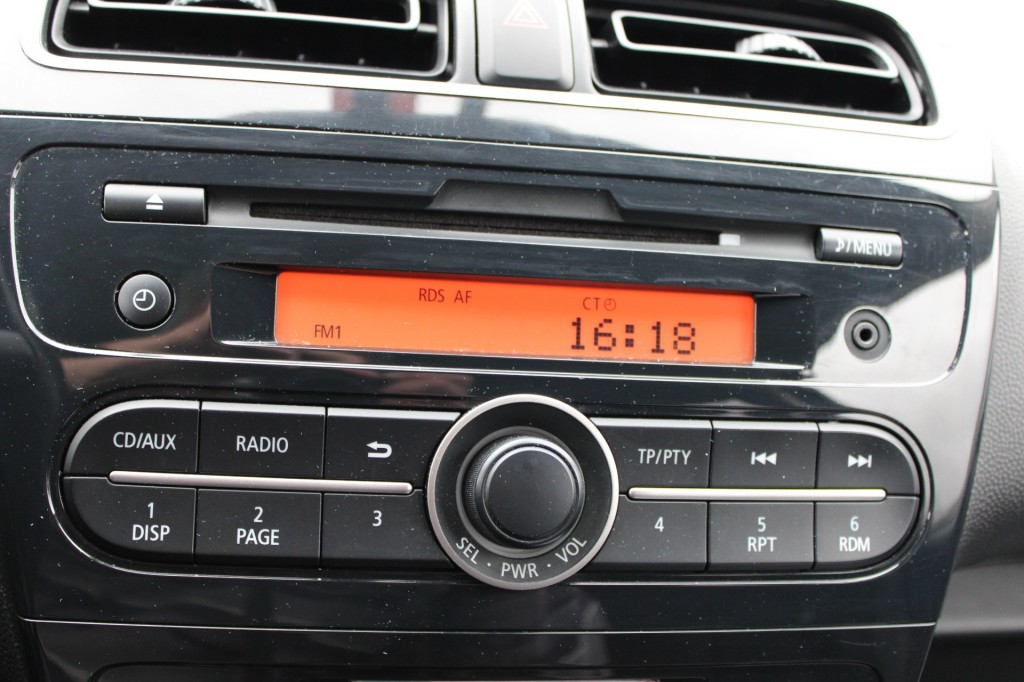 ♪/MENU
RDS AF
CT
FM1
16:18
CD/AUX
RADIO
TP/PTY
1
DISP
2
PAGE
3
4
5
RPT
6
RDM
SEL · PWR · VOL